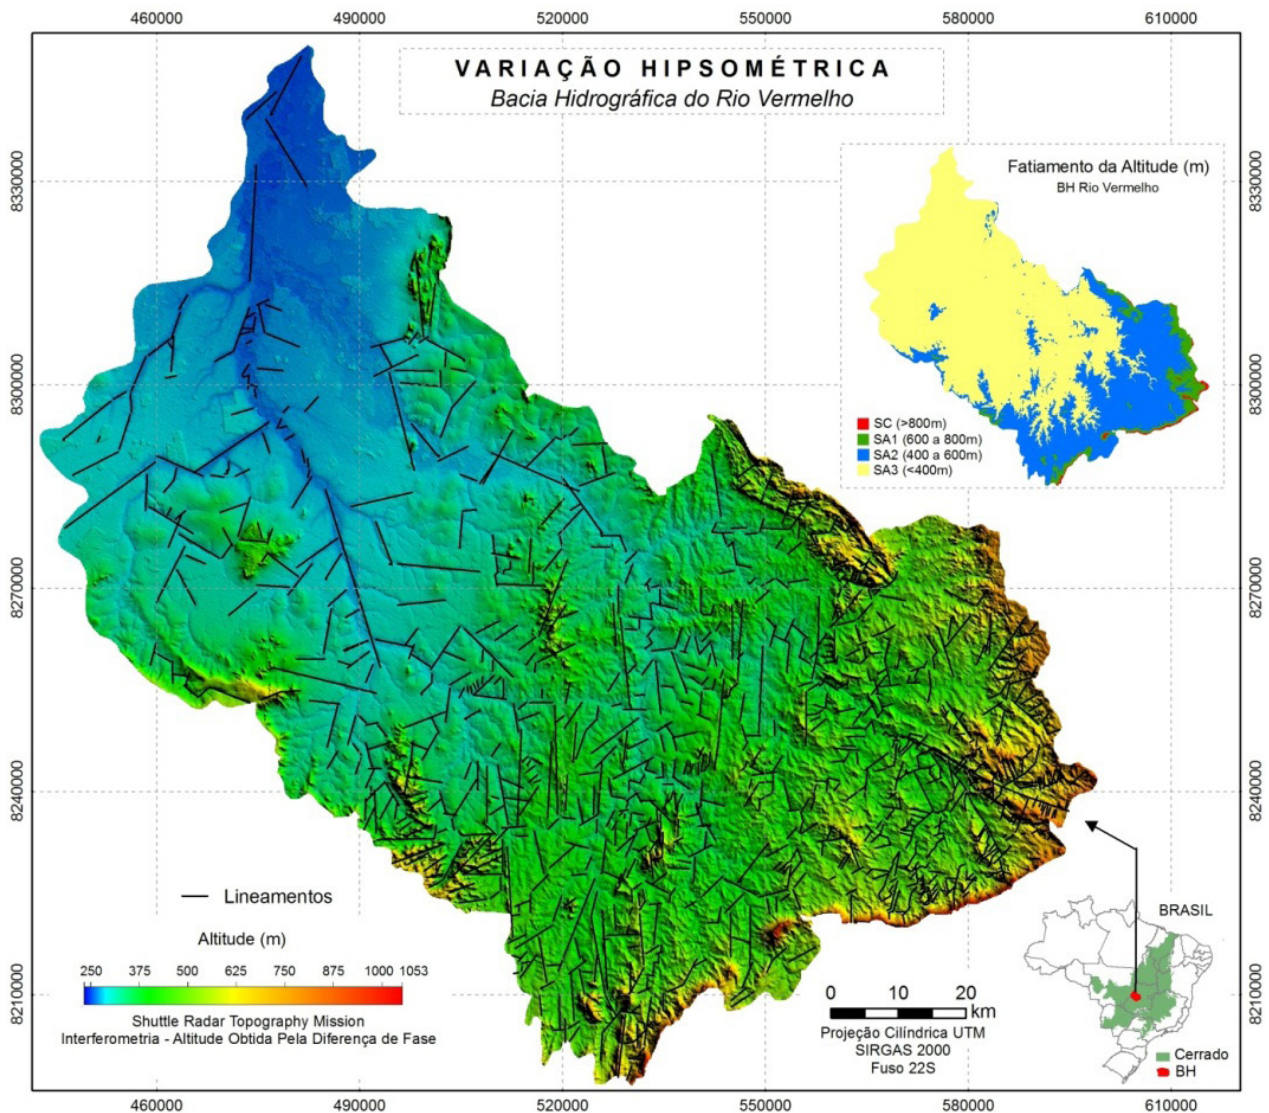 460000 490000 520000 550000 580000 610000
VARIAÇÃO HIPSOMÉTRICA
Bacia Hidrográfica do Rio Vermelho
Fatiamento da Altitude (m)
BH Rio Vermelho
SC (>800m)
SA1 (600 a 800m)
SA2 (400 a 600m)
SA3 (<400m)
8330000
8300000
8270000
8240000
8210000
8330000
8300000
8270000
8240000
8210000
Lineamentos
Altitude (m)
250 375 500 625 750 875 1000 1053
Shuttle Radar Topography Mission
Interferometria - Altitude Obtida Pela Diferença de Fase
0 10 20
km
Projeção Cilíndrica UTM
SIRGAS 2000
Fuso 22S
BRASIL
Cerrado
BH
460000 490000 520000 550000 580000 610000